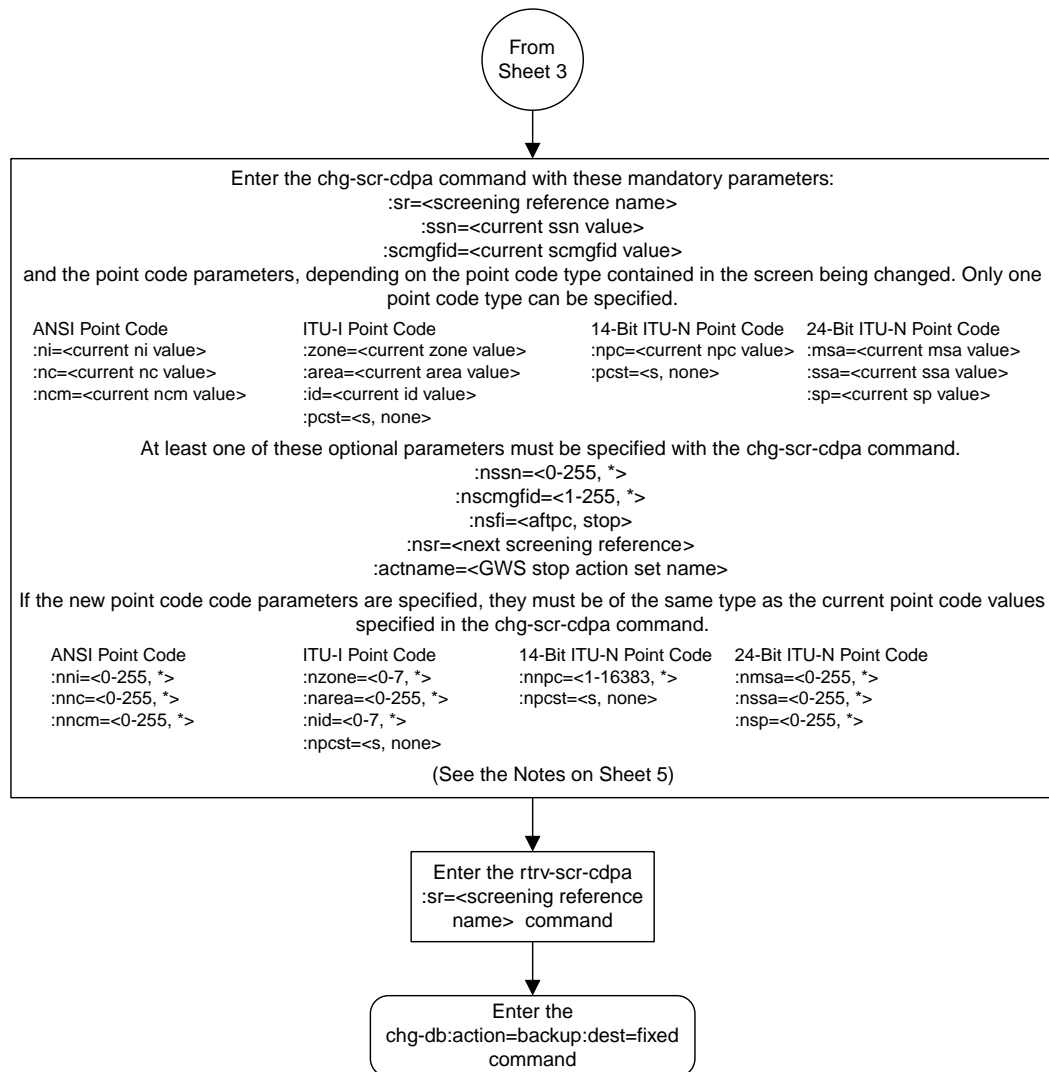 From
Sheet 3
Enter the chg-scr-cdpa command with these mandatory parameters:
:sr=<screening reference name>
:ssn=<current ssn value>
:scmgfid=<current scmgfid value>
and the point code parameters, depending on the point code type contained in the screen being changed. Only one
point code type can be specified.
ANSI Point Code
:ni=<current ni value>
:nc=<current nc value>
:ncm=<current ncm value>
ITU-I Point Code
:zone=<current zone value>
:area=<current area value>
:id=<current id value>
:pcst=<s, none>
14-Bit ITU-N Point Code
:npc=<current npc value>
:pcst=<s, none>
24-Bit ITU-N Point Code
:msa=<current msa value>
:ssa=<current ssa value>
:sp=<current sp value>
At least one of these optional parameters must be specified with the chg-scr-cdpa command.
:nssn=<0-255, *>
:nscmgfid=<1-255, *>
:nsfi=<aftpc, stop>
:nsr=<next screening reference>
:actname=<GWS stop action set name>
If the new point code code parameters are specified, they must be of the same type as the current point code values
specified in the chg-scr-cdpa command.
ANSI Point Code
:nni=<0-255, *>
:nnc=<0-255, *>
:nncm=<0-255, *>
ITU-I Point Code
:nzone=<0-7, *>
:narea=<0-255, *>
:nid=<0-7, *>
:npcst=<s, none>
14-Bit ITU-N Point Code
:nnpc=<1-16383, *>
:npcst=<s, none>
24-Bit ITU-N Point Code
:nmsa=<0-255, *>
:nssa=<0-255, *>
:nsp=<0-255, *>
(See the Notes on Sheet 5)
Enter the rtrv-scr-cdpa
:sr=<screening reference
name> command
Enter the
chg-db:action=backup:dest=fixed
command